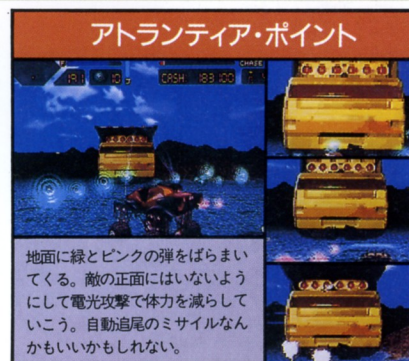 アトランティア・ポイント
CHASE
191 10 CASH 183100
地面に緑とピンクの弾をばらまい
てくる。敵の正面にはいないよう
にして電光攻撃で体力を減らして
いこう。自動追尾のミサイルなん
かもいいかもしれない。